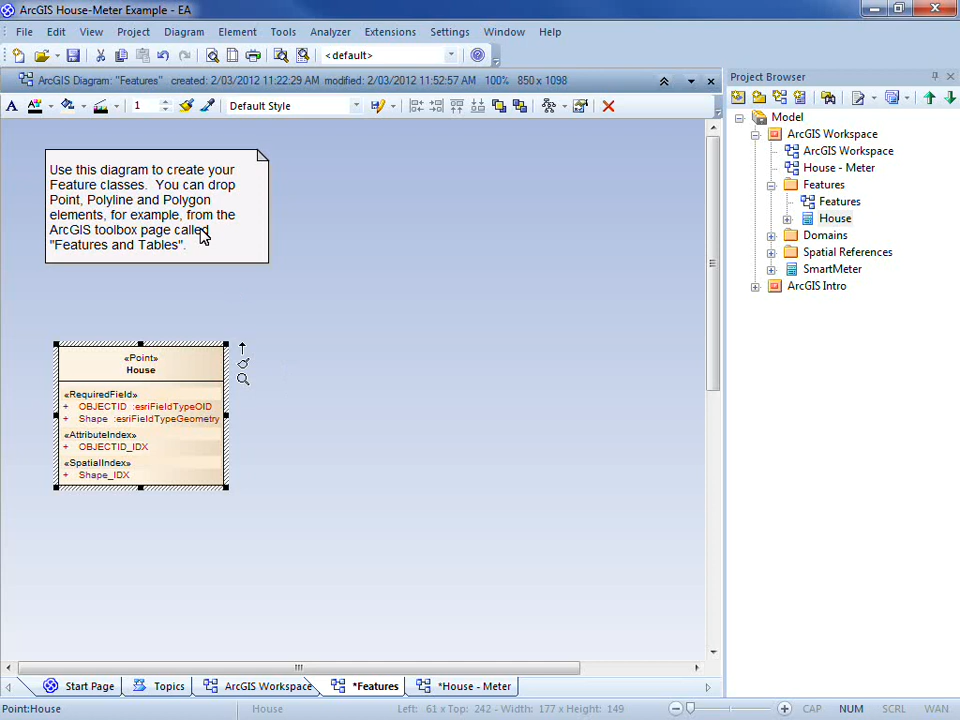 ArcGIS House-Meter Example - EA
File Edit View Project Diagram Element Tools Analyzer Extensions Settings Window Help
<default>
ArcGIS Diagram: "Features" created: 2/03/2012 11:22:29 AM modified: 2/03/2012 11:52:57 AM 100% 850 x 1098
Project Browser
A 1 Default Style
Use this diagram to create your
Feature classes. You can drop
Point, Polyline and Polygon
elements, for example, from the
ArcGIS toolbox page called
"Features and Tables".
«Point»
House
«RequiredField»
+ OBJECTID :esriFieldTypeOID
+ Shape :esriFieldTypeGeometry
«AttributeIndex»
+ OBJECTID_IDX
«SpatialIndex»
+ Shape_IDX
Model
ArcGIS Workspace
ArcGIS Workspace
House - Meter
Features
Features
House
Domains
Spatial References
SmartMeter
ArcGIS Intro
Start Page Topics ArcGIS Workspace *Features *House - Meter
Point:House House Left: 61 x Top: 242 - Width: 177 x Height: 149 CAP NUM SCRL WAN